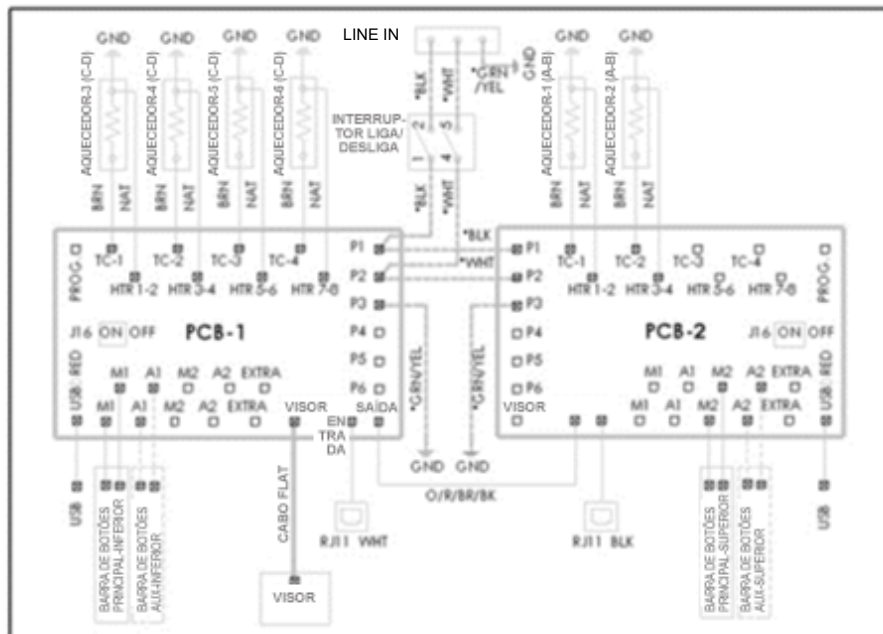 GND GND GND GND LINE IN GND GND
GND
AQUECEDOR-3 (C-D)
AQUECEDOR-4 (C-D)
AQUECEDOR-5 (C-D)
AQUECEDOR-6 (C-D)
*BLK
*WHT
*GRN
/YEL
AQUECEDOR-1 (A-B)
AQUECEDOR-2 (A-B)
INTERRUP-
TOR LIGA/
DESLIGA
2 5
1 4
BRN NAT BRN NAT BRN NAT BRN NAT
*BLK *WHT
BRN NAT BRN NAT
*BLK
*WHT
PROG.
TC-1 TC-2 TC-3 TC-4
HTR 1-2 HTR 3-4 HTR 5-6 HTR 7-8
P1
P2
P3
P4
P5
P6
PCB-1
J16 ON OFF
USB RED
M1 A1 M2 A2 EXTRA
M1 A1 M2 A2 EXTRA
VISOR
EN
TRA
DA
SAÍDA
*GRN/YEL
*GRN/YEL
GND GND
P1
P2
P3
P4
P5
P6
VISOR
TC-1 TC-2 TC-3 TC-4
HTR 1-2 HTR 3-4 HTR 5-6 HTR 7-8
PROG.
PCB-2
J16 ON OFF
M1 A1 M2 A2 EXTRA
M1 A1 M2 A2 EXTRA
USB RED
O/R/BR/BK
USB
BARRA DE BOTÕES
PRINCIPAL-INFERIOR
BARRA DE BOTÕES
AUX-INFERIOR
CABO FLAT
VISOR
RJ11 WHT
RJ11 BLK
BARRA DE BOTÕES
PRINCIPAL-SUPERIOR
BARRA DE BOTÕES
AUX-SUPERIOR
USB